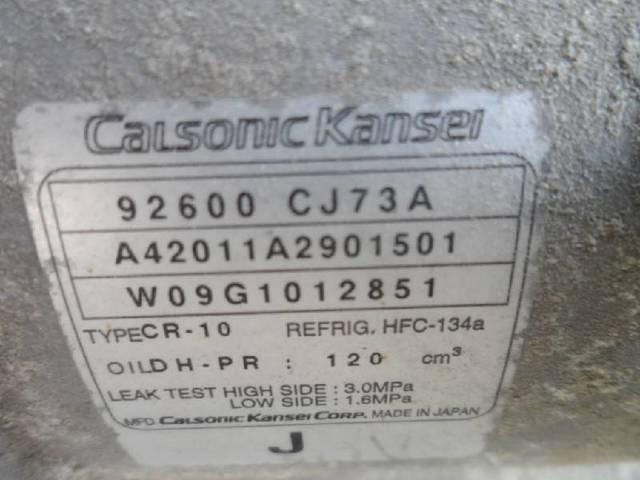 Calsonic Kansei
92600 CJ73A
A42011A2901501
W09G1012851
TYPE CR-10 REFRIG. HFC-134a
OIL DH-PR : 120 cm³
LEAK TEST HIGH SIDE : 3.0MPa
LOW SIDE : 1.6MPa
MFD. Calsonic Kansei Corp. MADE IN JAPAN
J